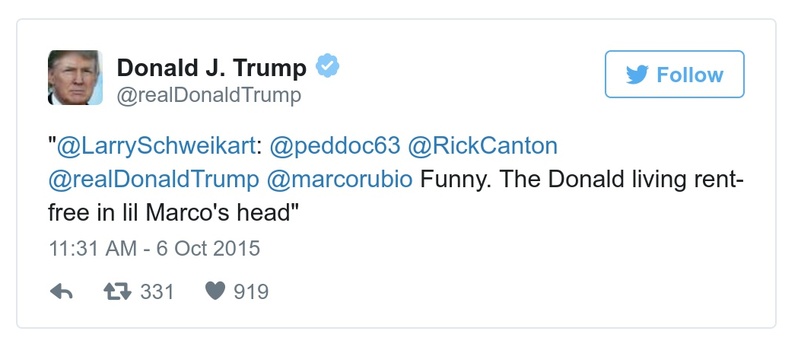 Donald J. Trump
@realDonaldTrump
Follow
"@LarrySchweikart: @peddoc63 @RickCanton
@realDonaldTrump @marcorubio Funny. The Donald living rent-
free in lil Marco's head"
11:31 AM - 6 Oct 2015
331 919